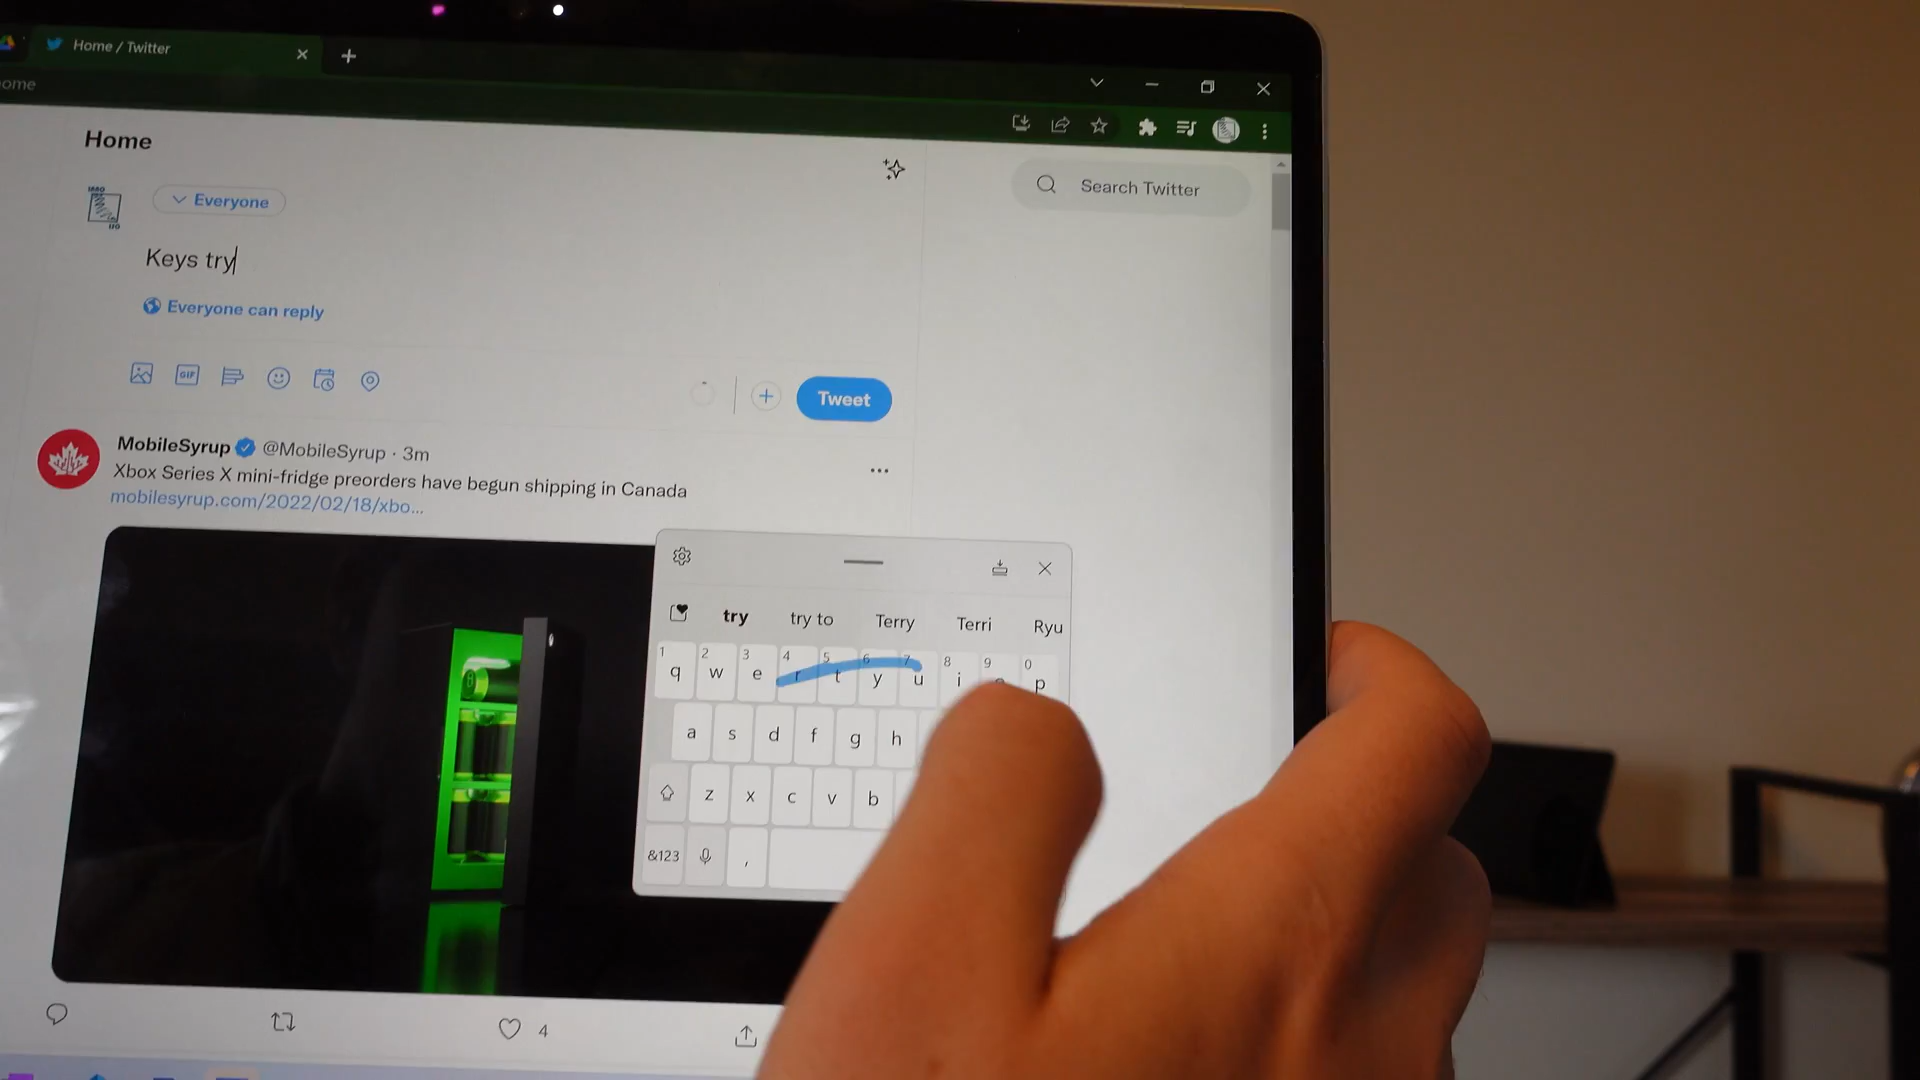 Home / Twitter
ome
Home
Everyone
Search Twitter
Keys try
Everyone can reply
GIF
Tweet
MobileSyrup @MobileSyrup · 3m
Xbox Series X mini-fridge preorders have begun shipping in Canada
mobilesyrup.com/2022/02/18/xbo...
try try to Terry Terri Ryu
1 2 3 4 5 6 7 8 9 0
q w e r t y u i p
a s d f g h
z x c v b
&123 ,
4